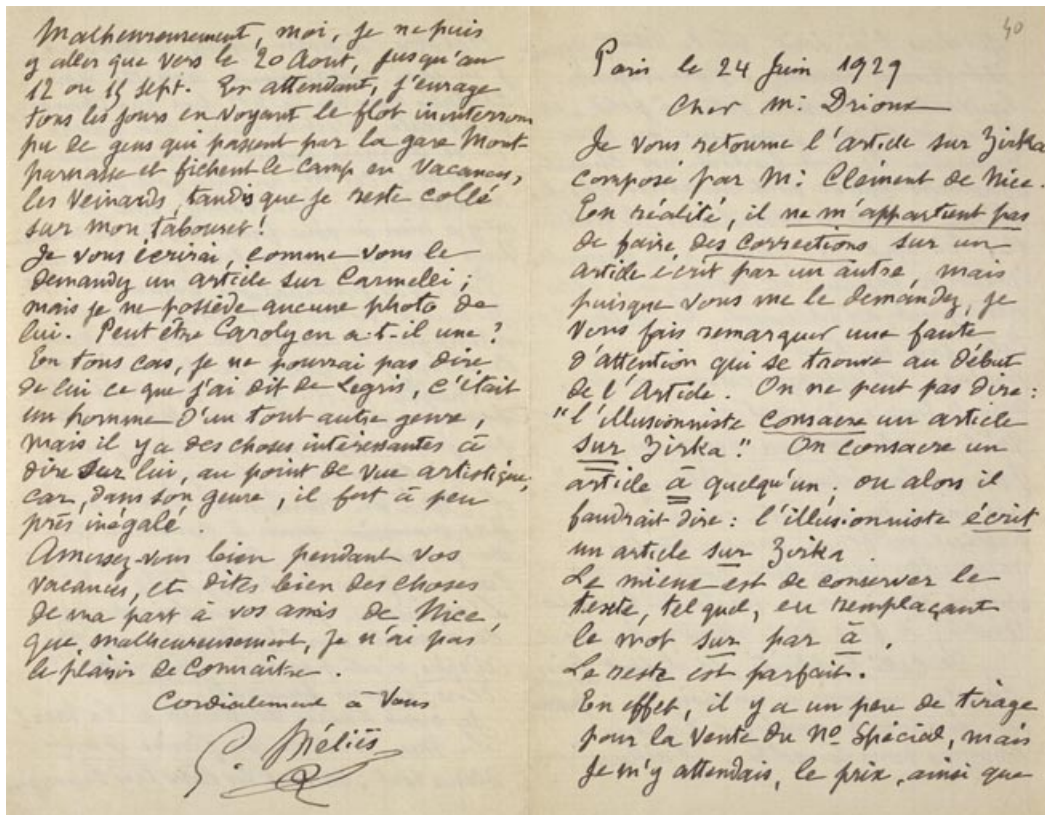 40
Paris le 24 Juin 1929
Cher M: Drioux
Je vous retourne l'article sur Zirka
composé par M: Clément de Nice.
En réalité, il ne m'appartient pas
de faire des corrections sur un
article écrit par un autre, mais
puisque vous me le demandez, je
vous fais remarquer une faute
d'attention qui se trouve au début
de l'Article. On ne peut pas dire:
"l'illusionniste consacre un article
sur Zirka." On consacre un
article à quelqu'un; ou alors il
faudrait dire: l'illusionniste écrit
un article sur Zirka.
Le mieux est de conserver le
texte, tel quel, en remplaçant
le mot sur par à.
Le reste est parfait.
En effet, il y a un peu de tirage
pour la vente du No Spécial, mais
je m'y attendais, le prix, ainsi que
Malheureusement, moi, je ne puis
y aller que vers le 20 Aout, jusqu'au
12 ou 15 Sept. En attendant, j'enrage
tous les jours en voyant le flot ininterrom
pu de gens qui passent par la gare Mont-
parnasse et fichent le camp en vacances,
les veinards, tandis que je reste collé
sur mon tabouret!
Je vous écrirai, comme vous le
demandez un article sur Carmelli;
mais je ne possède aucune photo de
lui. Peut être Caroly en a-t-il une?
En tous cas, je ne pourrai pas dire
de lui ce que j'ai dit de Legris, c'était
un homme d'un tout autre genre,
mais il y a des choses intéressantes à
dire sur lui, au point de vue artistique,
car, dans son genre, il fut à peu
près inégalé.
Amusez-vous bien pendant vos
vacances, et dites bien des choses
de ma part à vos amis de Nice,
que, malheureusement, je n'ai pas
le plaisir de connaître.
Cordialement à vous
G. Méliès